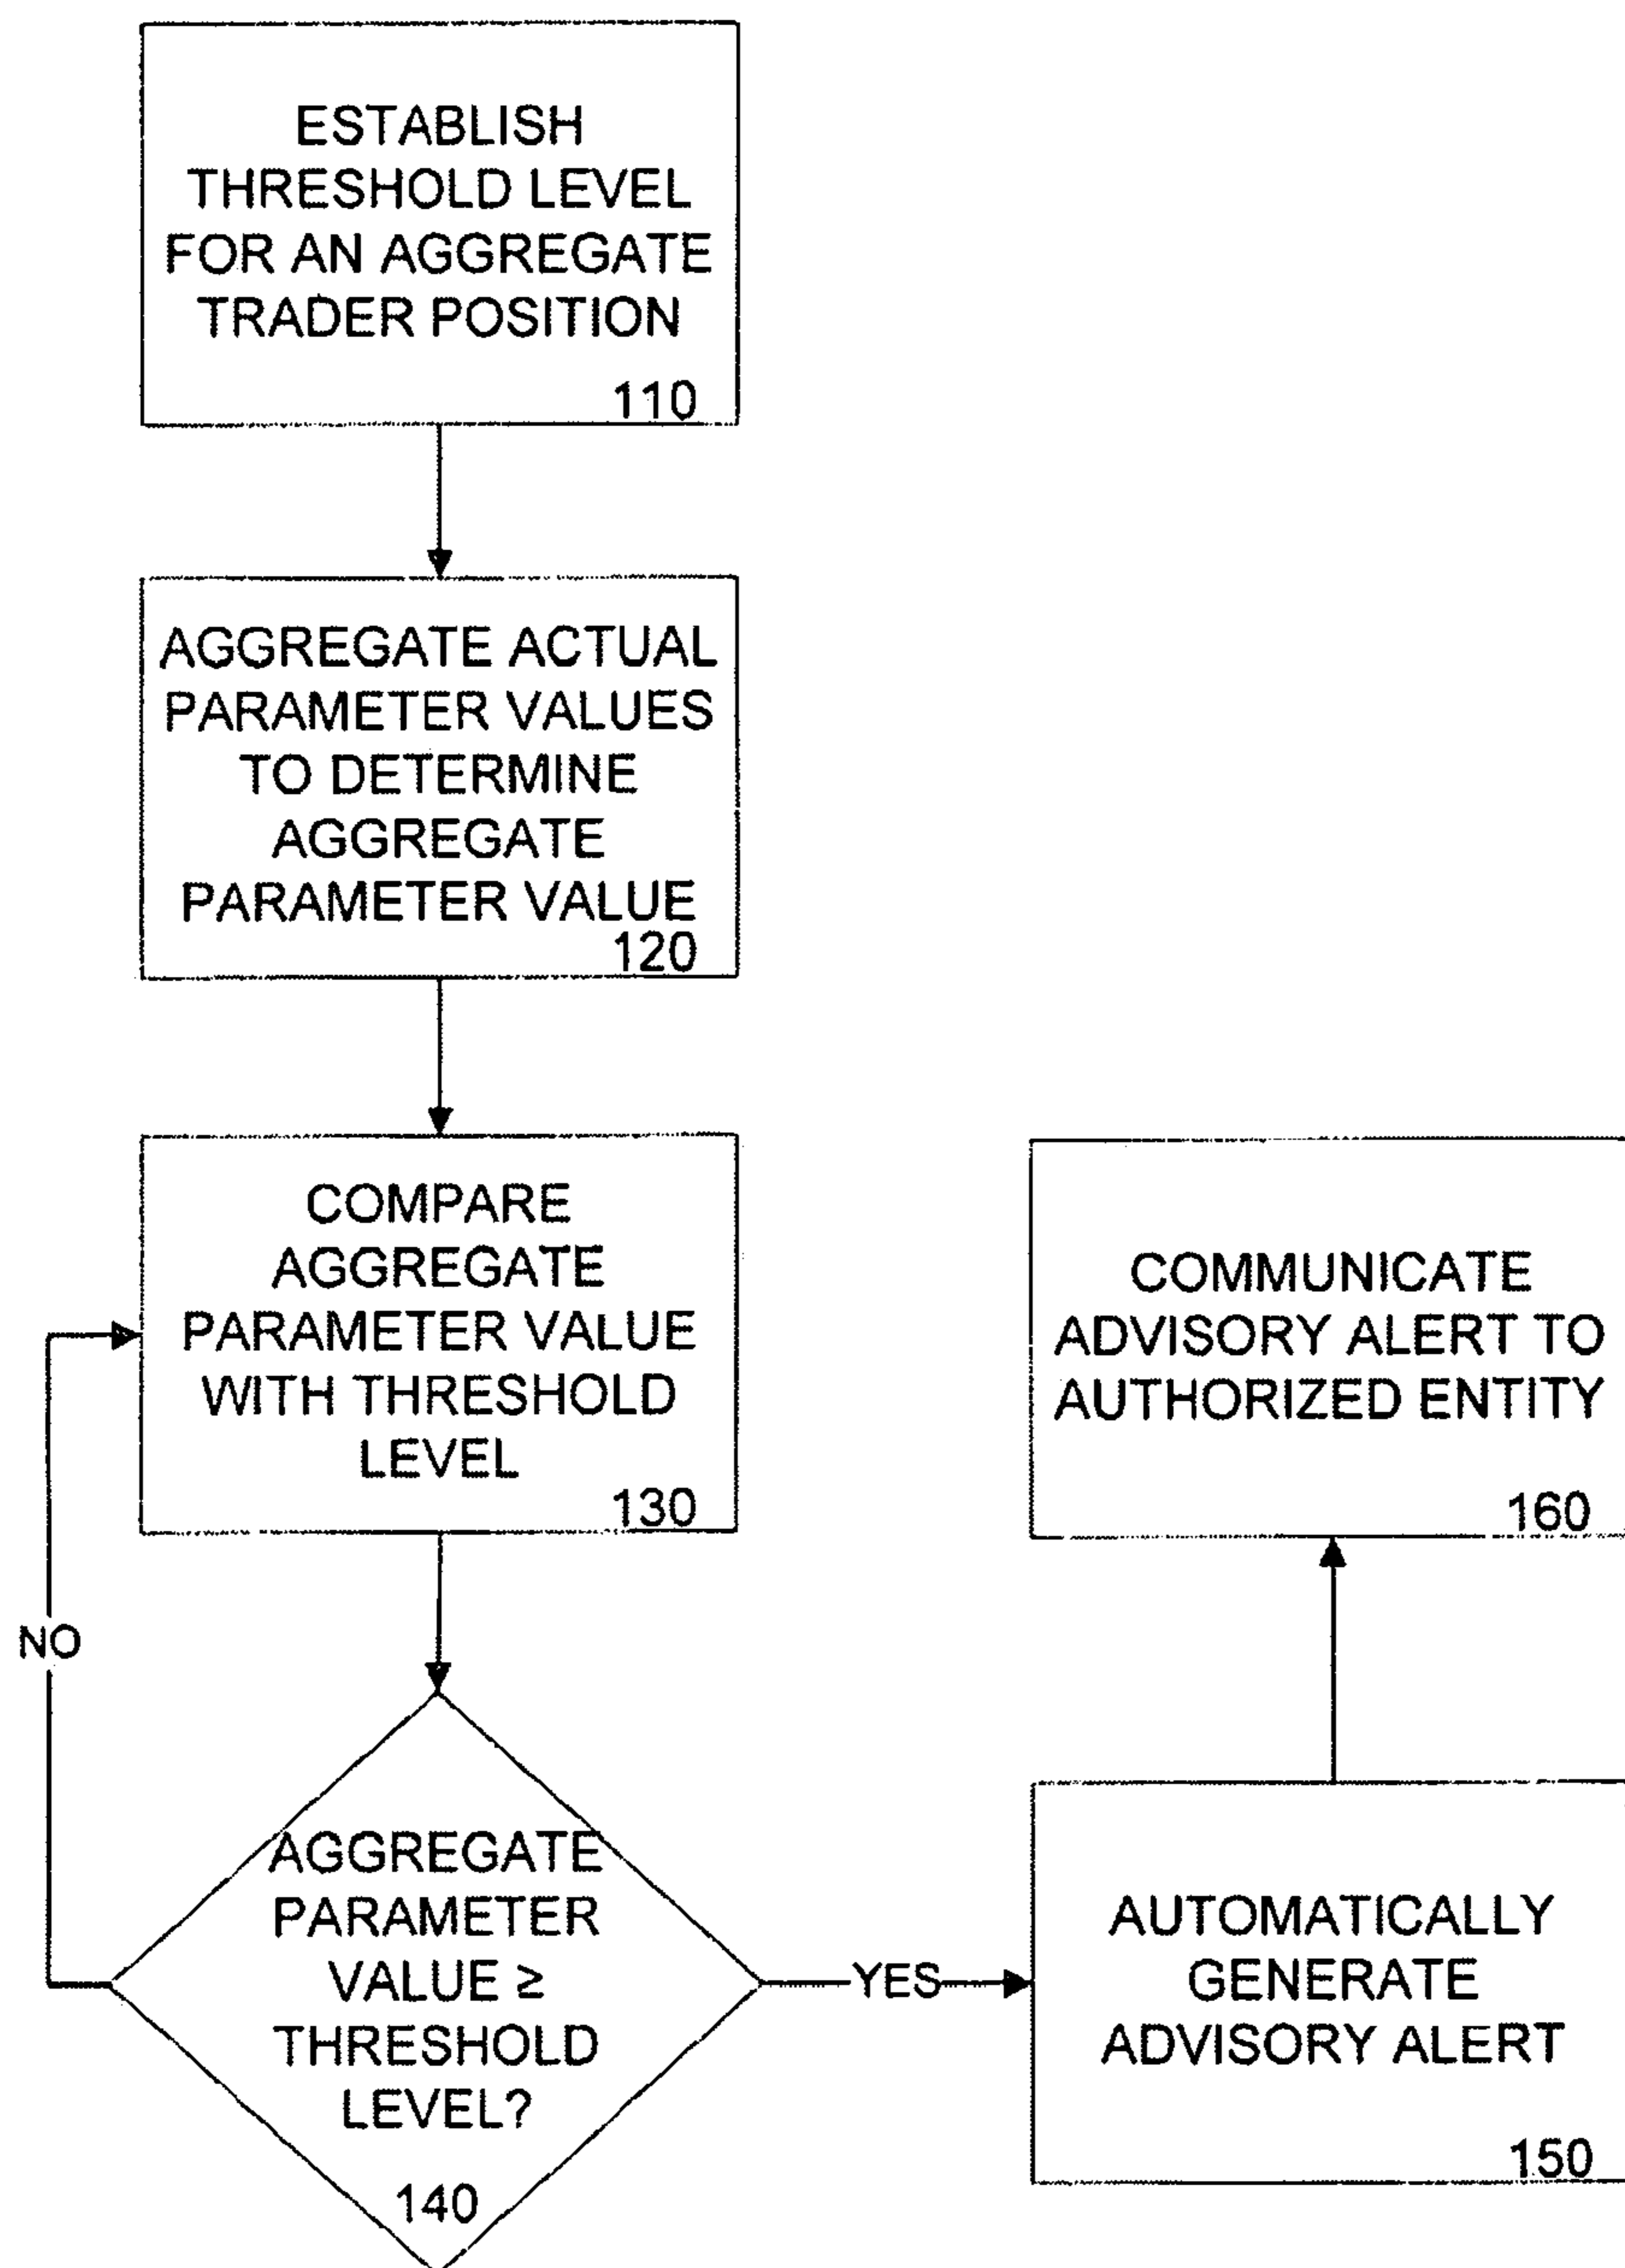 ESTABLISH
THRESHOLD LEVEL
FOR AN AGGREGATE
TRADER POSITION
110
AGGREGATE ACTUAL
PARAMETER VALUES
TO DETERMINE
AGGREGATE
PARAMETER VALUE
120
COMPARE
AGGREGATE
PARAMETER VALUE
WITH THRESHOLD
LEVEL
130
NO
AGGREGATE
PARAMETER
VALUE ≥
THRESHOLD
LEVEL?
140
YES
AUTOMATICALLY
GENERATE
ADVISORY ALERT
150
COMMUNICATE
ADVISORY ALERT TO
AUTHORIZED ENTITY
160